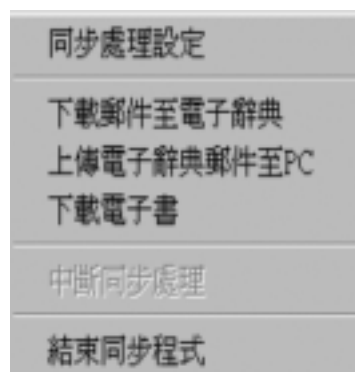 同步處理設定
下載郵件至電子辭典
上傳電子辭典郵件至PC
下載電子書
中斷同步處理
結束同步程式